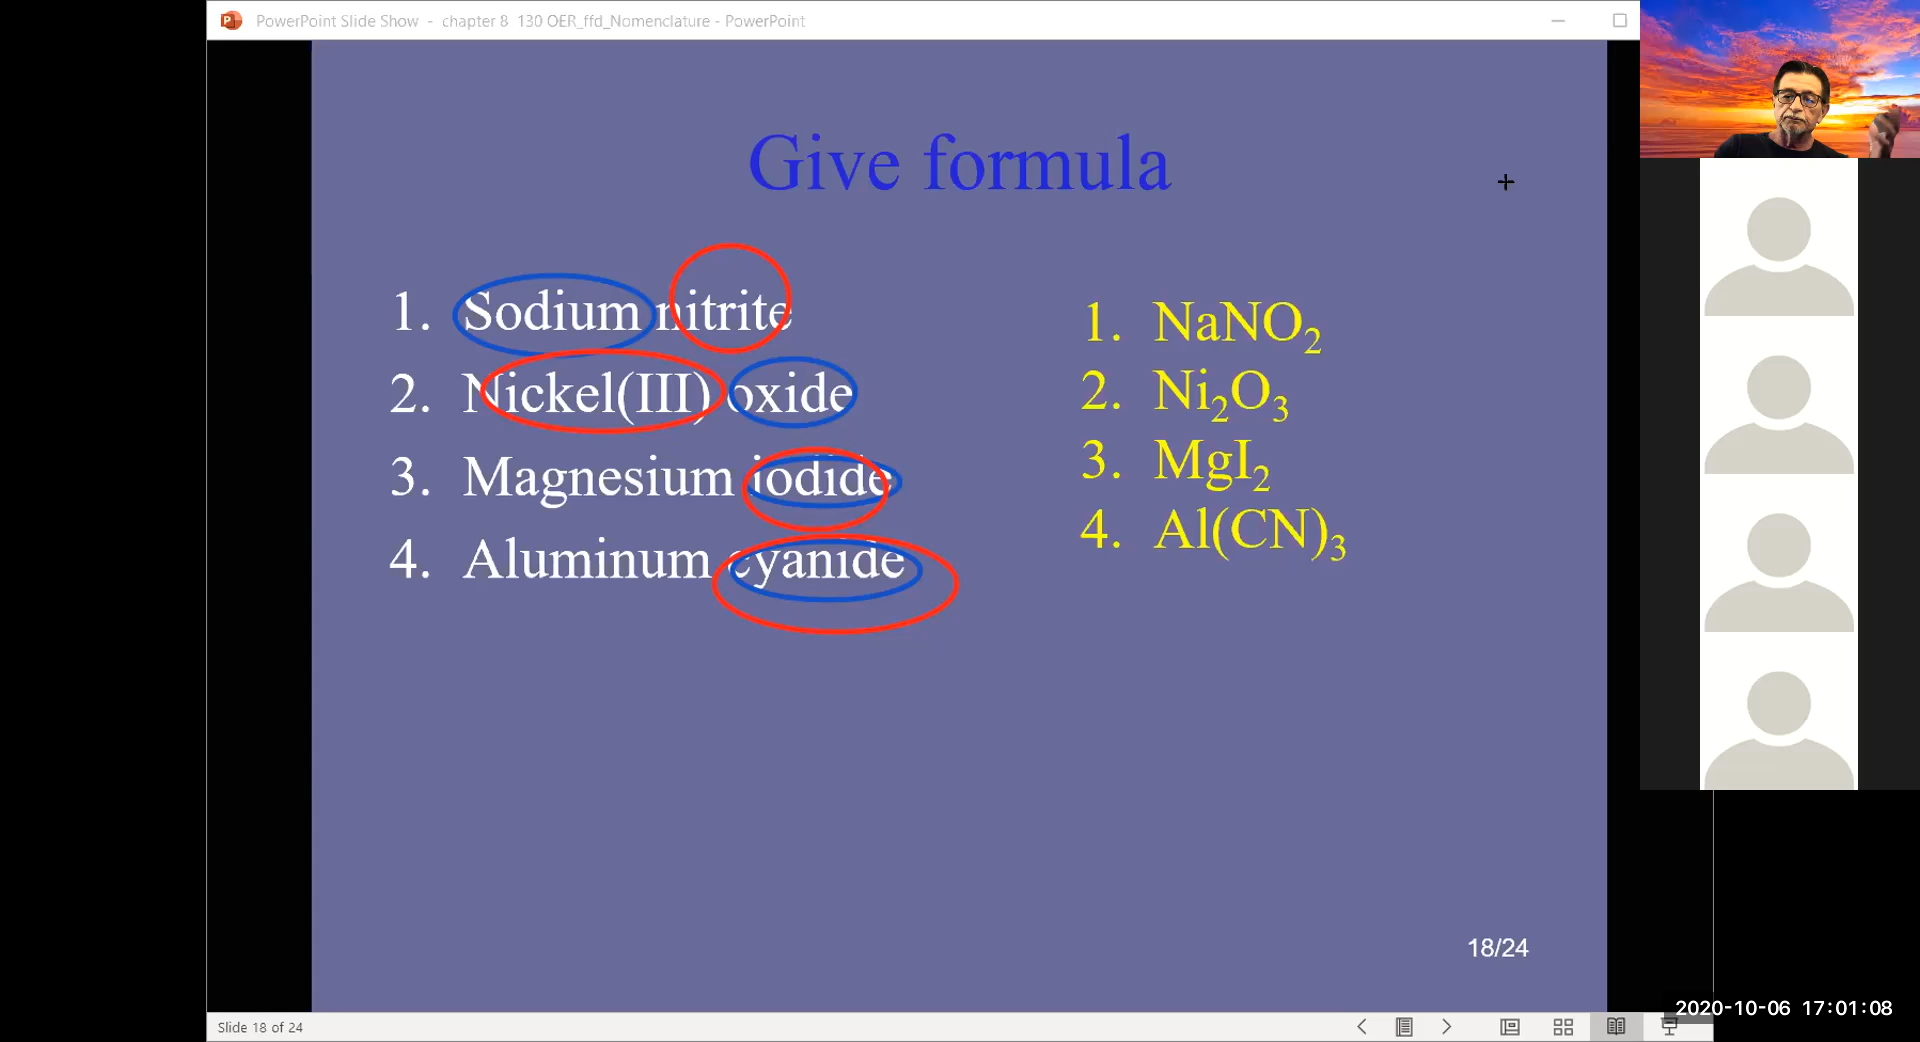 PowerPoint Slide Show - chapter 8 130 OER_ffd_Nomenclature - PowerPoint
Give formula
1. Sodium nitrite
2. Nickel(III) oxide
3. Magnesium iodide
4. Aluminum cyanide
1. NaNO₂
2. Ni₂O₃
3. MgI₂
4. Al(CN)₃
18/24
2020-10-06 17:01:08
Slide 18 of 24